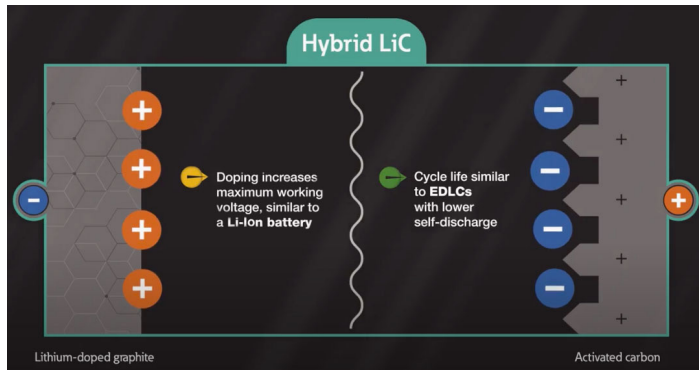 Hybrid LiC
Doping increases
maximum working
voltage, similar to
a Li-Ion battery
Cycle life similar
to EDLCs
with lower
self-discharge
Lithium-doped graphite
Activated carbon